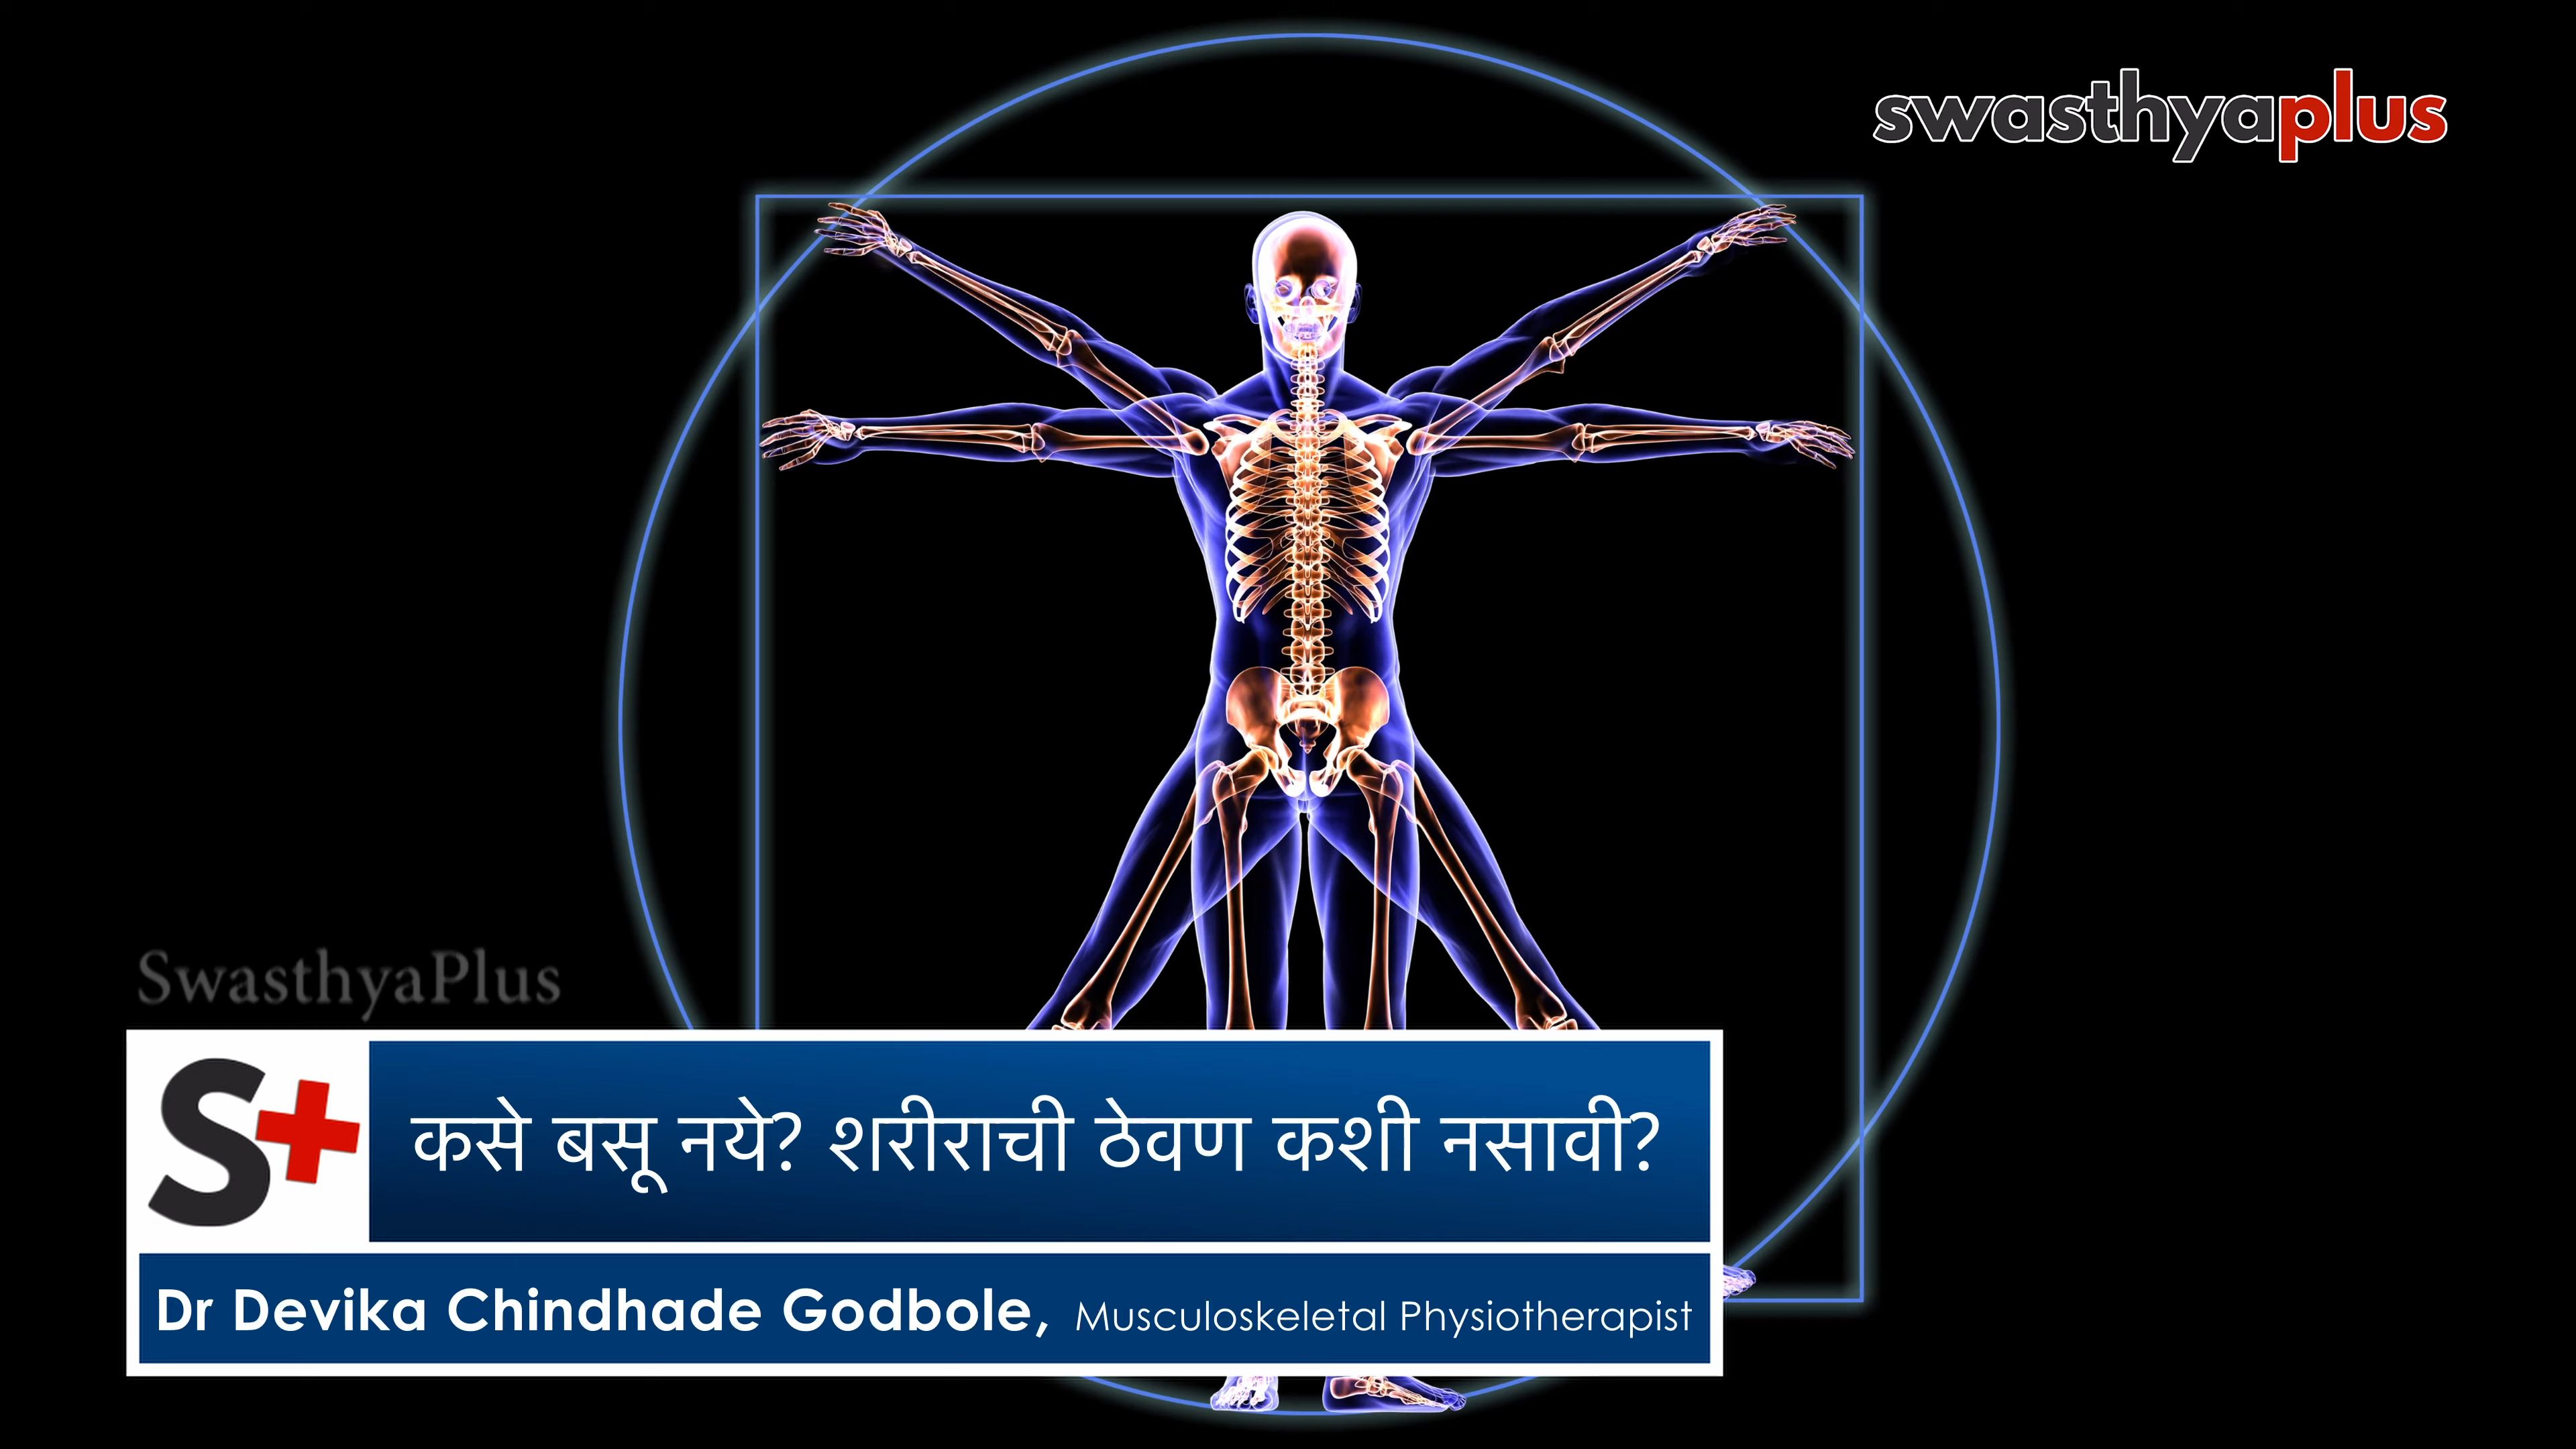 swasthyaplus
SwasthyaPlus
S+
कसे बसू नये? शरीराची ठेवण कशी नसावी?
Dr Devika Chindhade Godbole, Musculoskeletal Physiotherapist